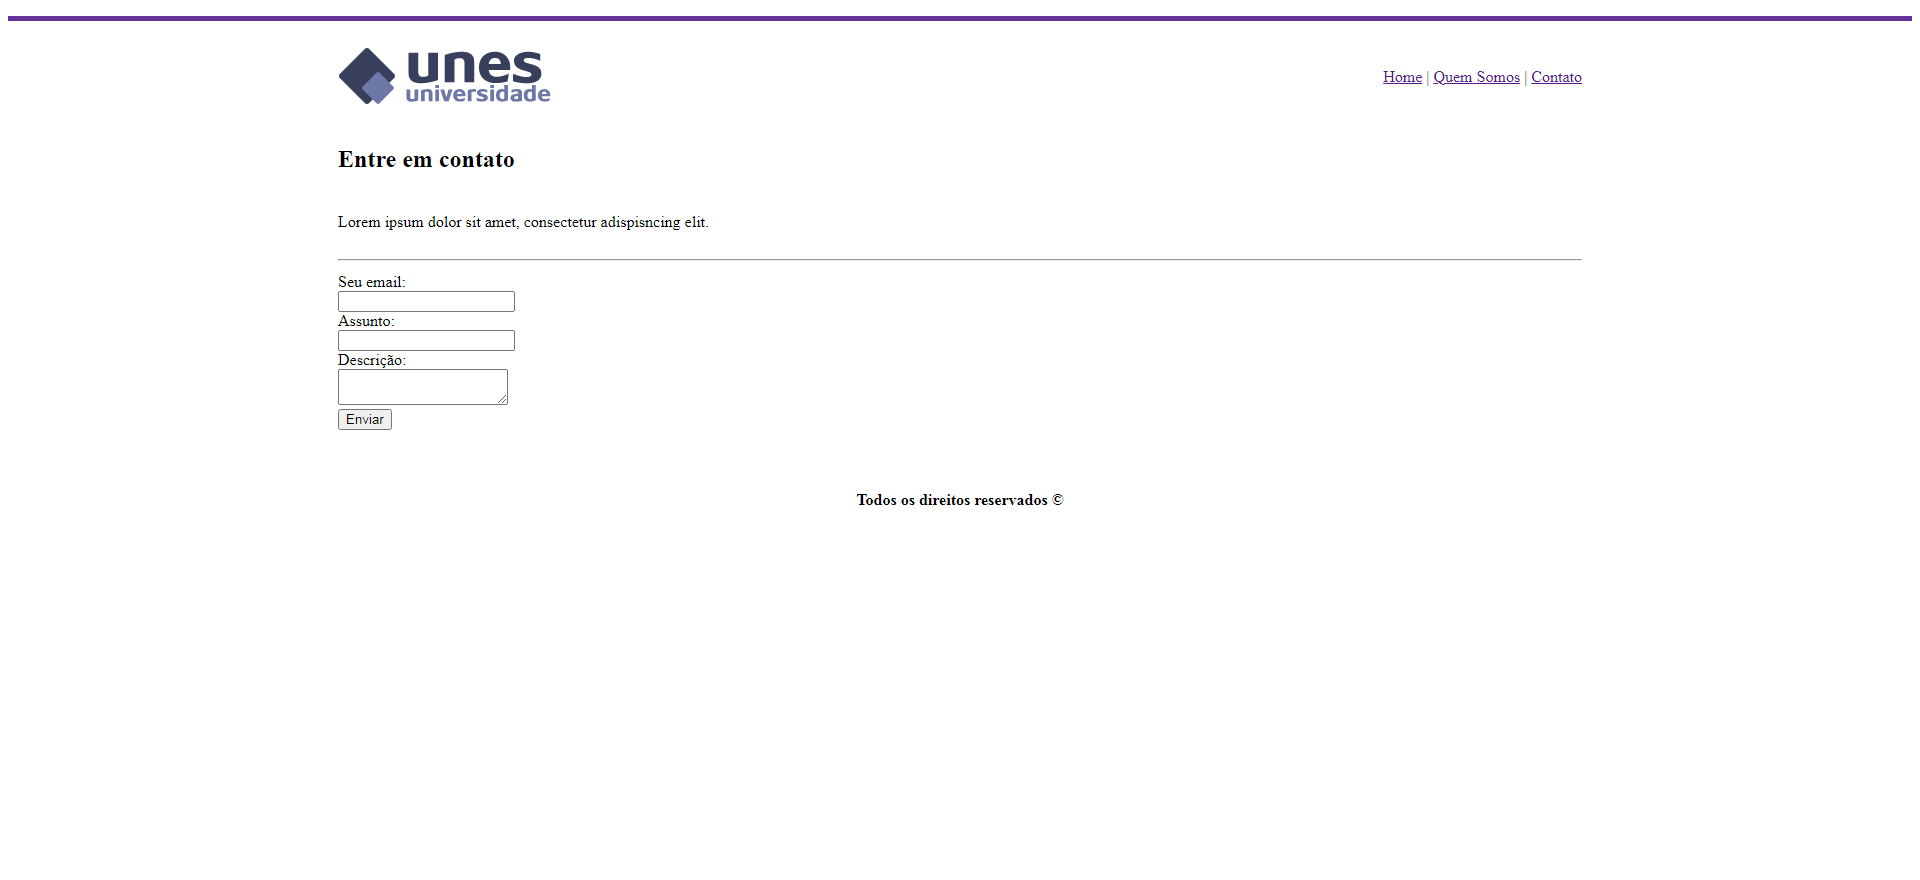 unes
universidade
Home | Quem Somos | Contato
Entre em contato
Lorem ipsum dolor sit amet, consectetur adispisncing elit.
Seu email:
Assunto:
Descrição:
Enviar
Todos os direitos reservados ©